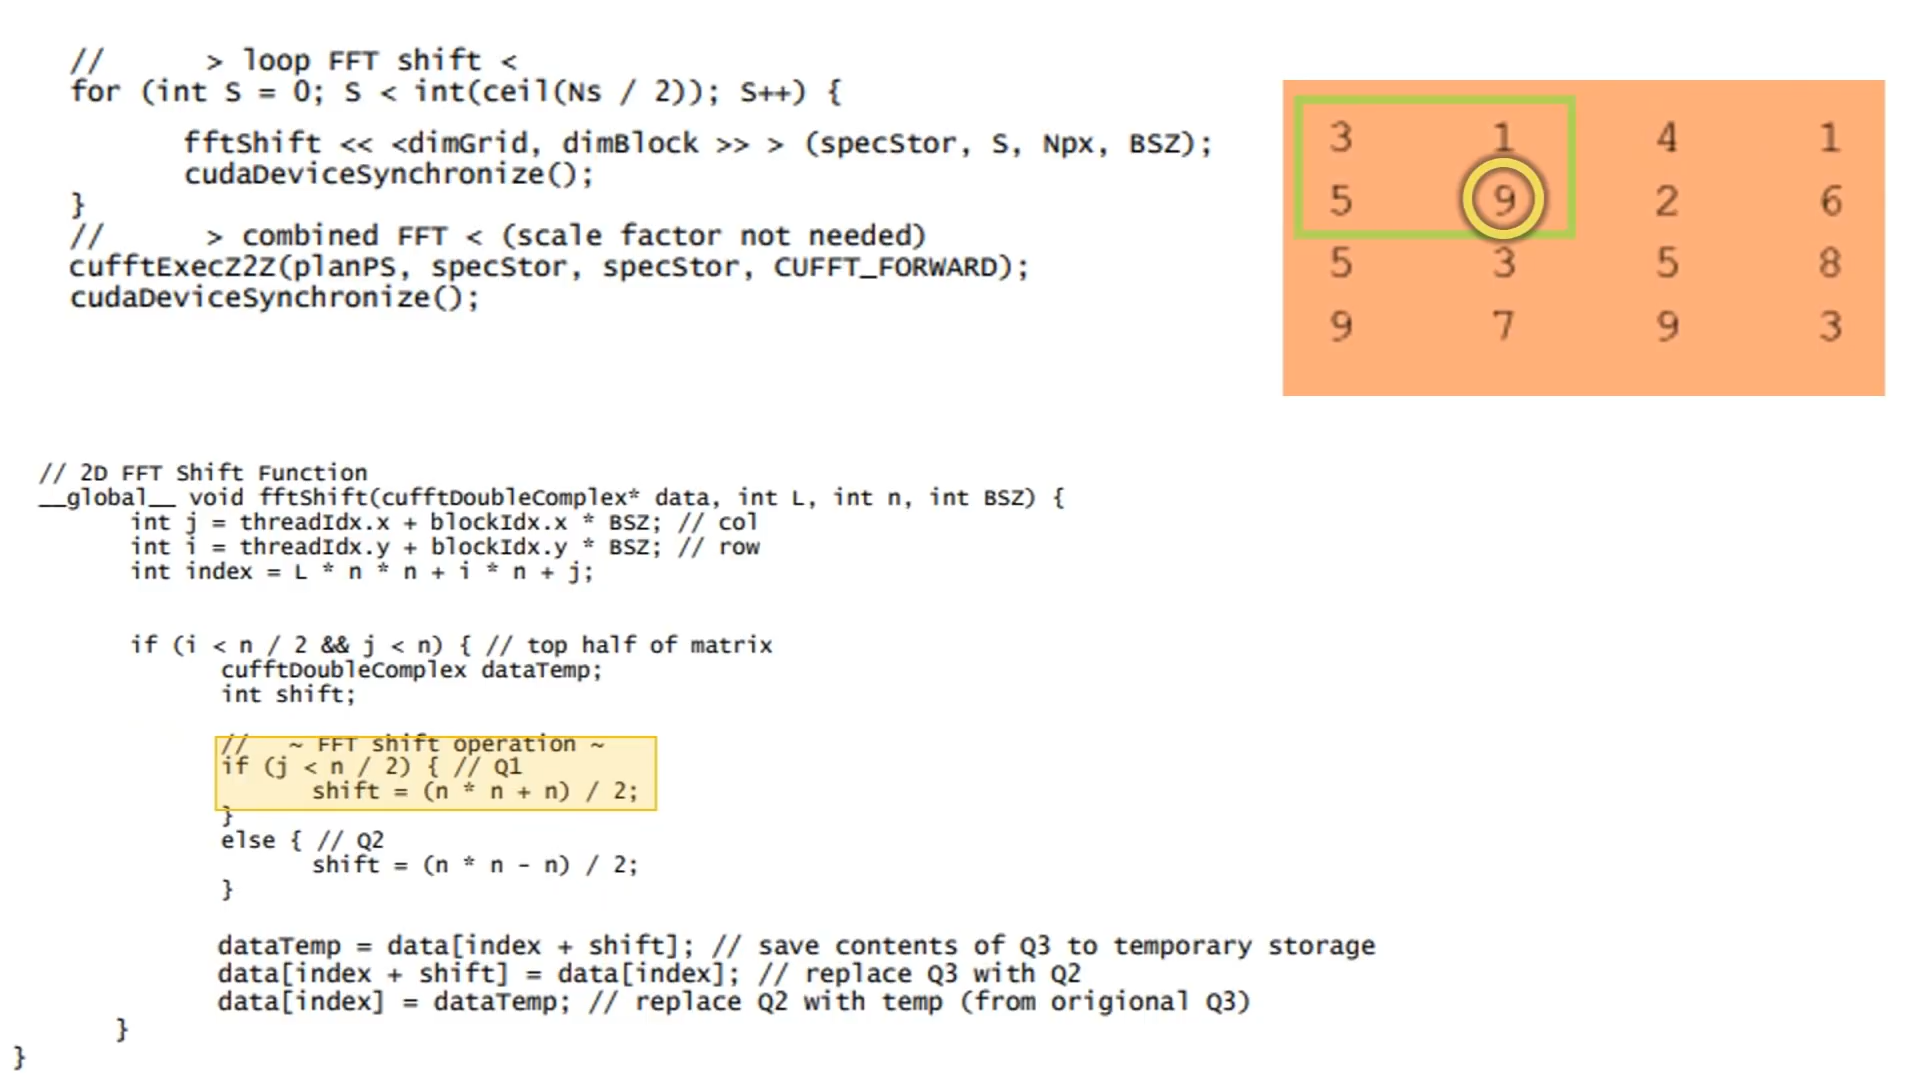 //      > loop FFT shift <
for (int S = 0; S < int(ceil(Ns / 2)); S++) {
fftShift << <dimGrid, dimBlock >> > (specStor, S, Npx, BSZ);
cudaDeviceSynchronize();
}
//      > combined FFT < (scale factor not needed)
cufftExecZ2Z(planPS, specStor, specStor, CUFFT_FORWARD);
cudaDeviceSynchronize();
3 1 4 1
5 9 2 6
5 3 5 8
9 7 9 3
// 2D FFT Shift Function
__global__ void fftShift(cufftDoubleComplex* data, int L, int n, int BSZ) {
int j = threadIdx.x + blockIdx.x * BSZ; // col
int i = threadIdx.y + blockIdx.y * BSZ; // row
int index = L * n * n + i * n + j;
if (i < n / 2 && j < n) { // top half of matrix
cufftDoubleComplex dataTemp;
int shift;
//   ~ FFT shift operation ~
if (j < n / 2) { // Q1
shift = (n * n + n) / 2;
}
else { // Q2
shift = (n * n - n) / 2;
}
dataTemp = data[index + shift]; // save contents of Q3 to temporary storage
data[index + shift] = data[index]; // replace Q3 with Q2
data[index] = dataTemp; // replace Q2 with temp (from origional Q3)
}
}